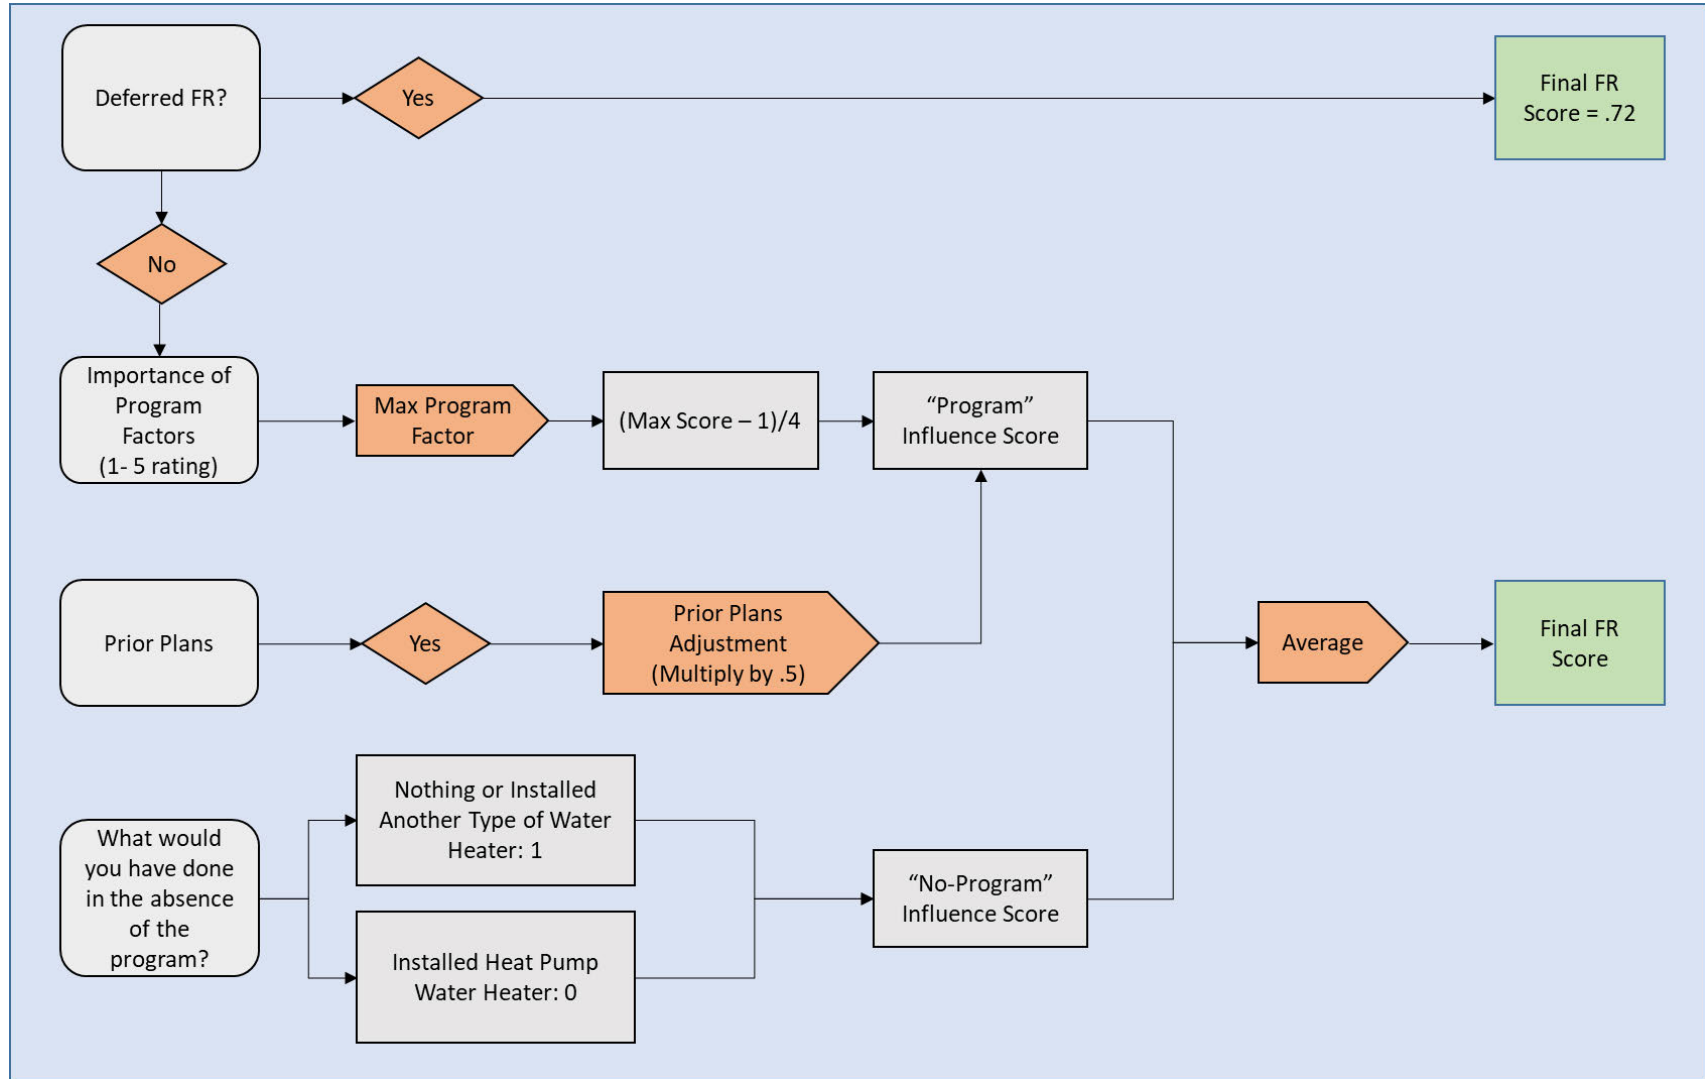 Deferred FR?
Yes
Final FR
Score = .72
No
Importance of
Program
Factors
(1- 5 rating)
Max Program
Factor
(Max Score – 1)/4
“Program”
Influence Score
Prior Plans
Yes
Prior Plans
Adjustment
(Multiply by .5)
Average
Final FR
Score
What would
you have done
in the absence
of the
program?
Nothing or Installed
Another Type of Water
Heater: 1
Installed Heat Pump
Water Heater: 0
“No-Program”
Influence Score